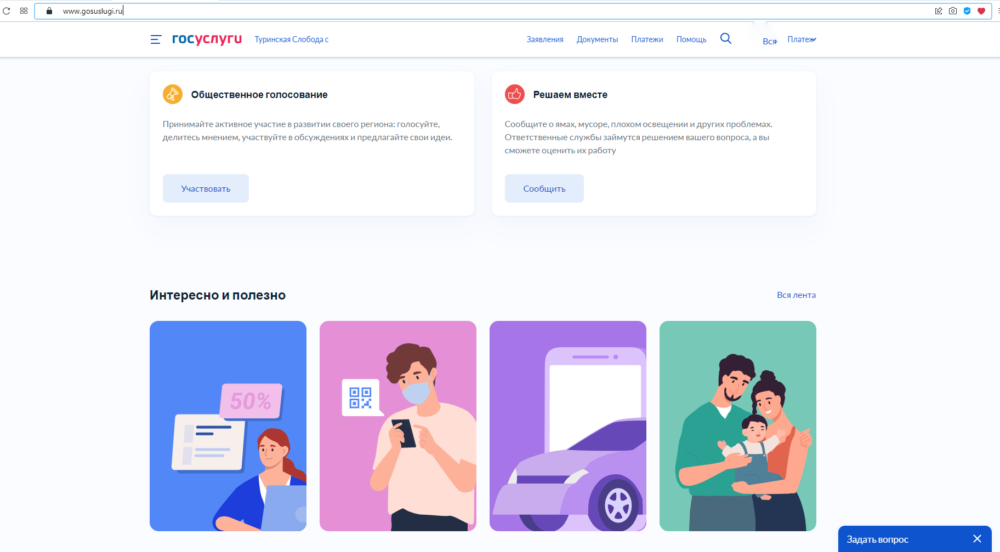 www.gosuslugi.ru
госуслуги Туринская Слобода с Заявления Документы Платежи Помощь Вся Платеж
Общественное голосование
Принимайте активное участие в развитии своего региона: голосуйте,
делитесь мнением, участвуйте в обсуждениях и предлагайте свои идеи.
Участвовать
Решаем вместе
Сообщите о ямах, мусоре, плохом освещении и других проблемах.
Ответственные службы займутся решением вашего вопроса, а вы
сможете оценить их работу
Сообщить
Интересно и полезно Вся лента
50%
Задать вопрос